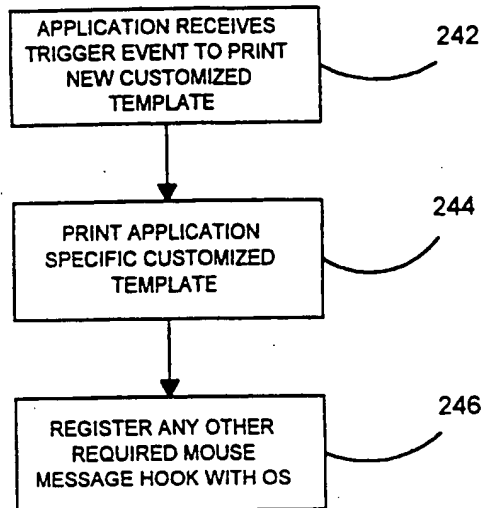 APPLICATION RECEIVES
TRIGGER EVENT TO PRINT
NEW CUSTOMIZED
TEMPLATE
242
PRINT APPLICATION
SPECIFIC CUSTOMIZED
TEMPLATE
244
REGISTER ANY OTHER
REQUIRED MOUSE
MESSAGE HOOK WITH OS
246